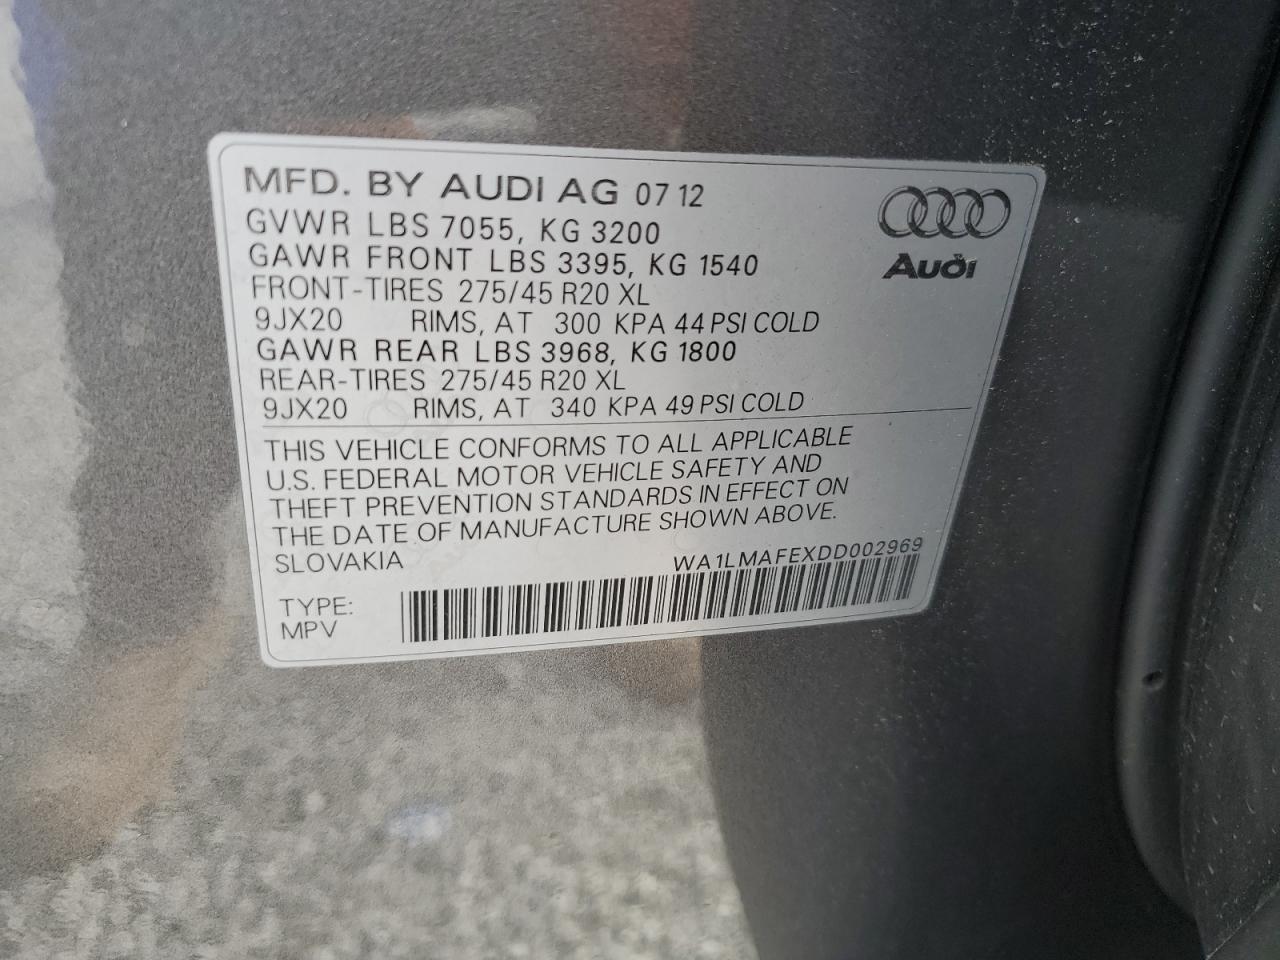 MFD. BY AUDI AG 07 12
GVWR LBS 7055, KG 3200
GAWR FRONT LBS 3395, KG 1540
FRONT-TIRES 275/45 R20 XL
9JX20 RIMS, AT 300 KPA 44 PSI COLD
GAWR REAR LBS 3968, KG 1800
REAR-TIRES 275/45 R20 XL
9JX20 RIMS, AT 340 KPA 49 PSI COLD
Audi
THIS VEHICLE CONFORMS TO ALL APPLICABLE
U.S. FEDERAL MOTOR VEHICLE SAFETY AND
THEFT PREVENTION STANDARDS IN EFFECT ON
THE DATE OF MANUFACTURE SHOWN ABOVE.
SLOVAKIA WA1LMAFEXDD002969
TYPE:
MPV